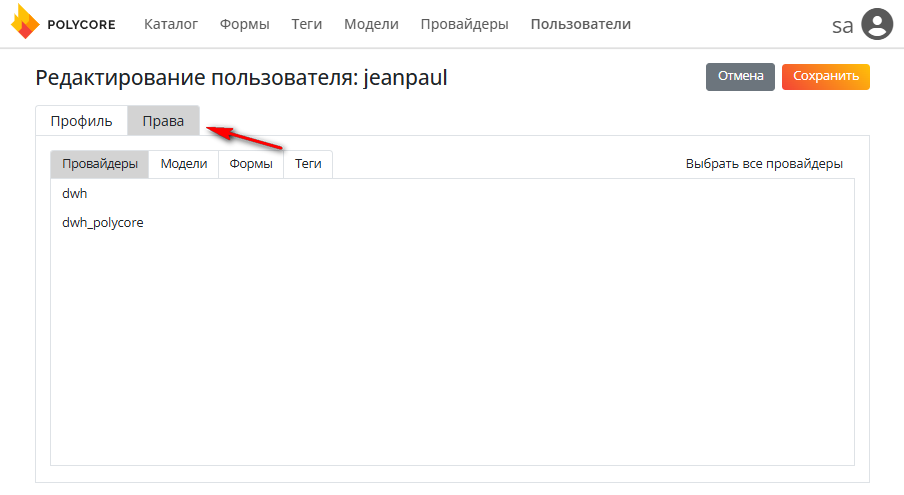 POLYCORE Каталог Формы Теги Модели Провайдеры Пользователи sa
Редактирование пользователя: jeanpaul Отмена Сохранить
Профиль Права
Провайдеры Модели Формы Теги Выбрать все провайдеры
dwh
dwh_polycore